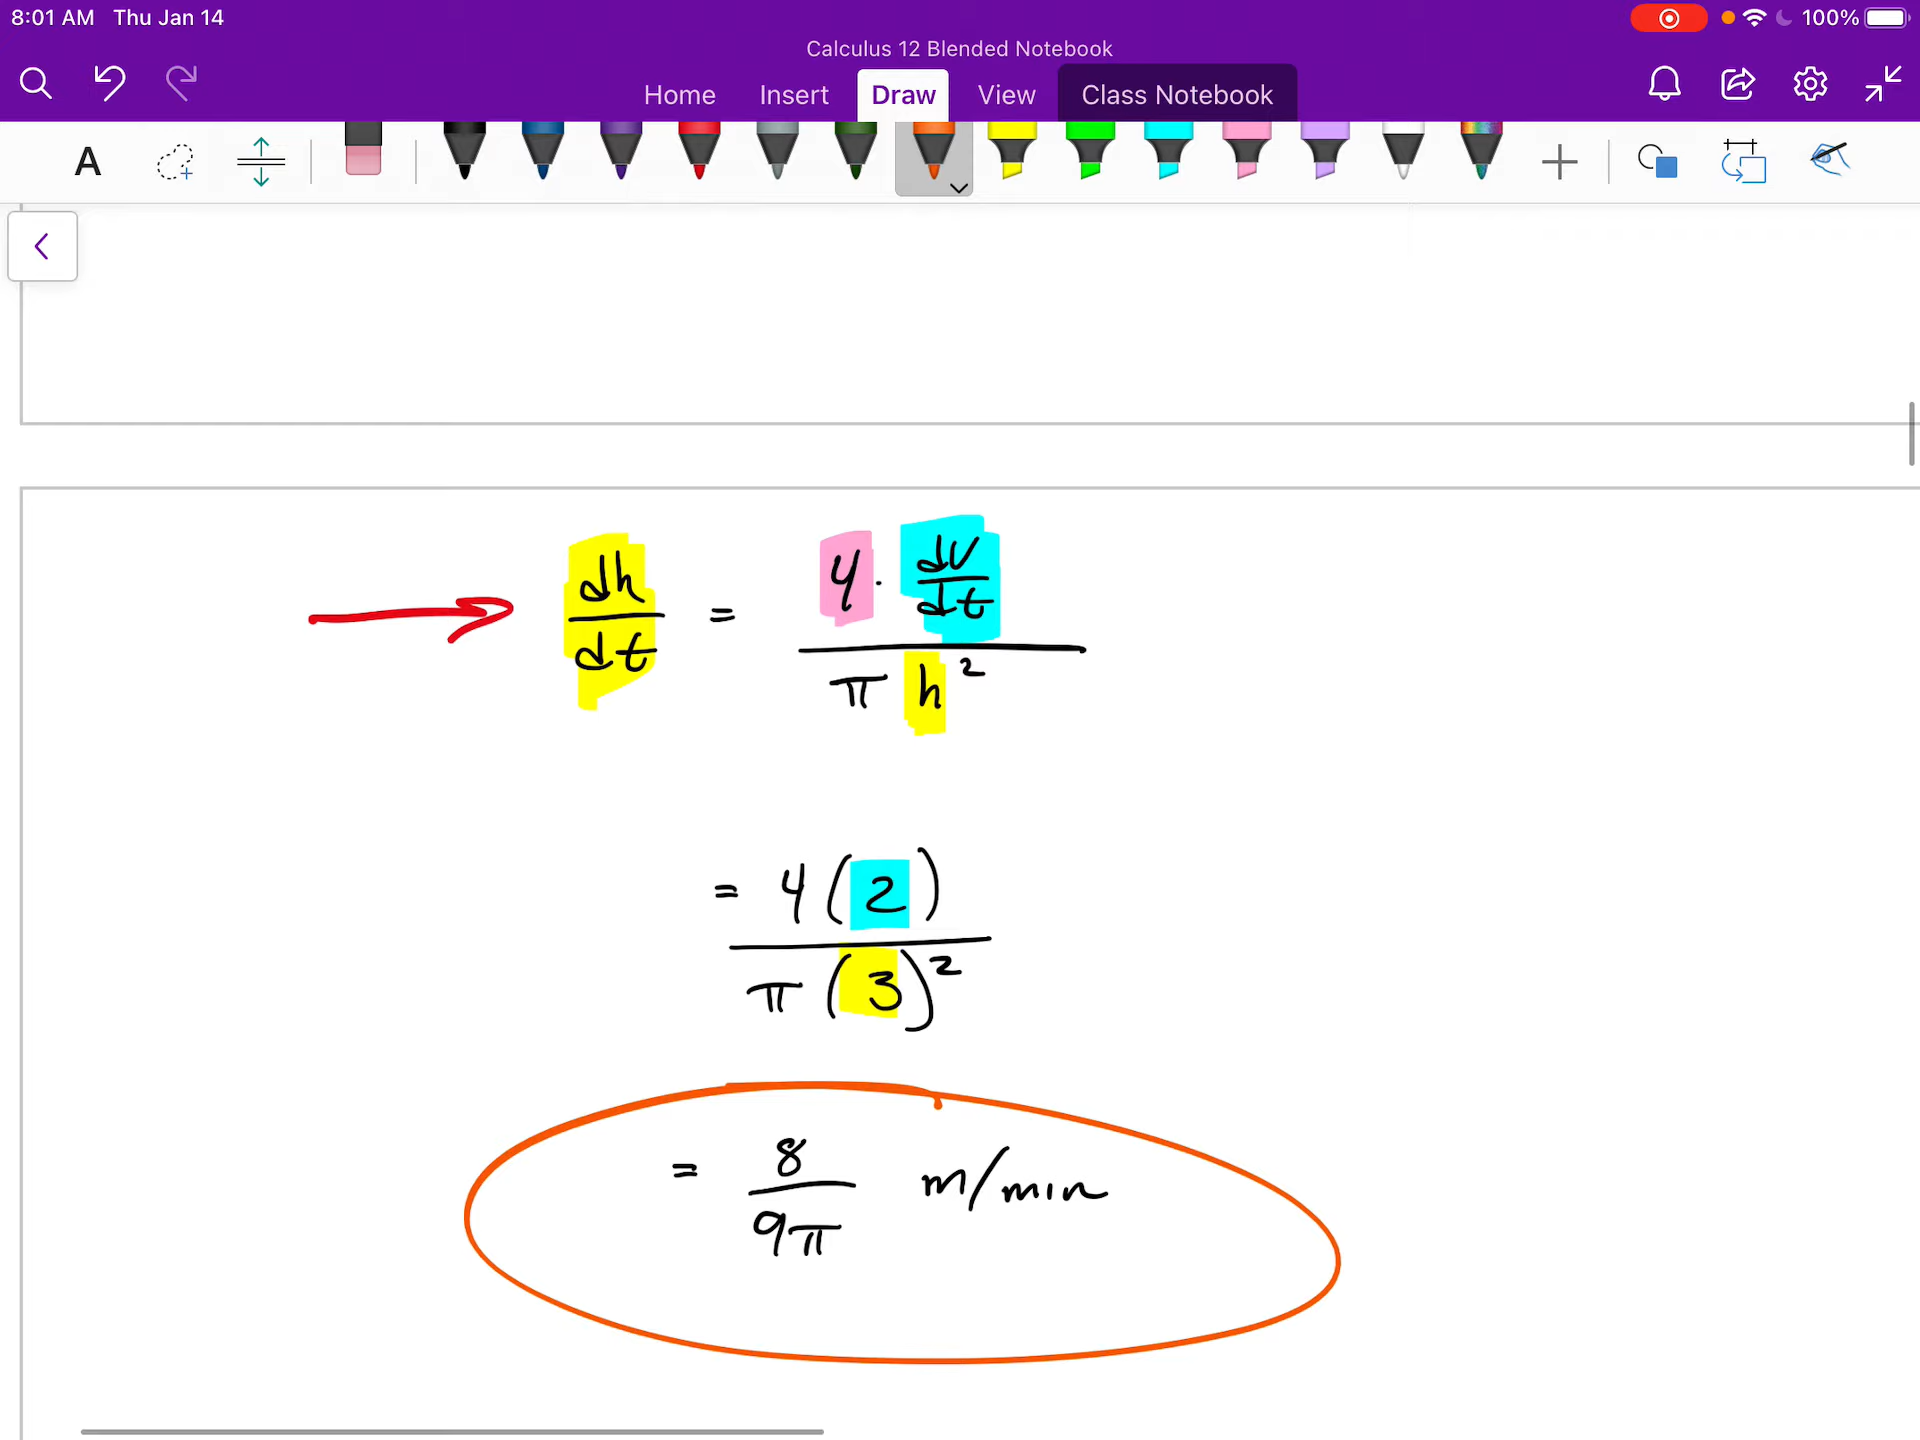 8:01 AM Thu Jan 14
100%
Calculus 12 Blended Notebook
Home Insert Draw View Class Notebook
A
dh/dt = 4 · dV/dt / π h²
= 4 (2) / π (3)²
= 8 / 9π m/min